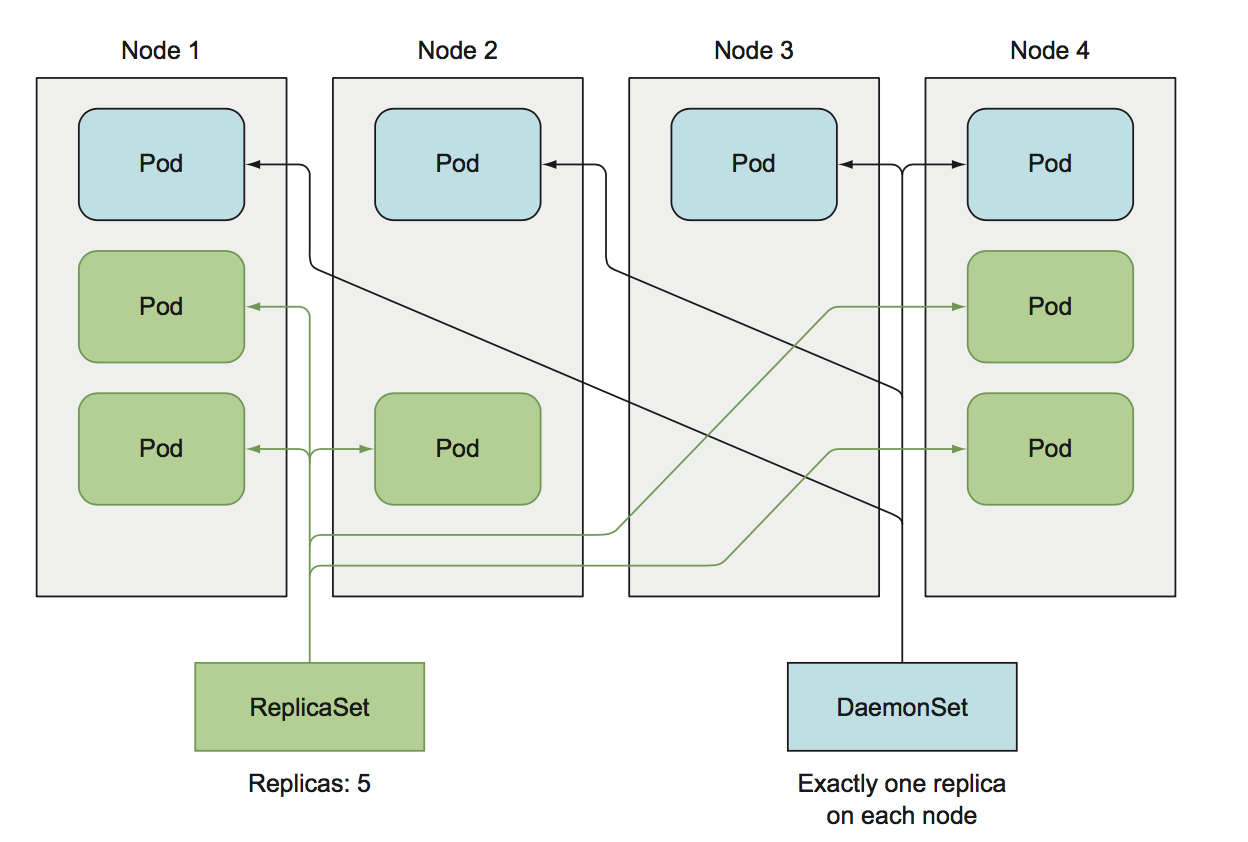 Node 1
Node 2
Node 3
Node 4
Pod
Pod
Pod
Pod
Pod
Pod
Pod
Pod
Pod
ReplicaSet
DaemonSet
Replicas: 5
Exactly one replica
on each node